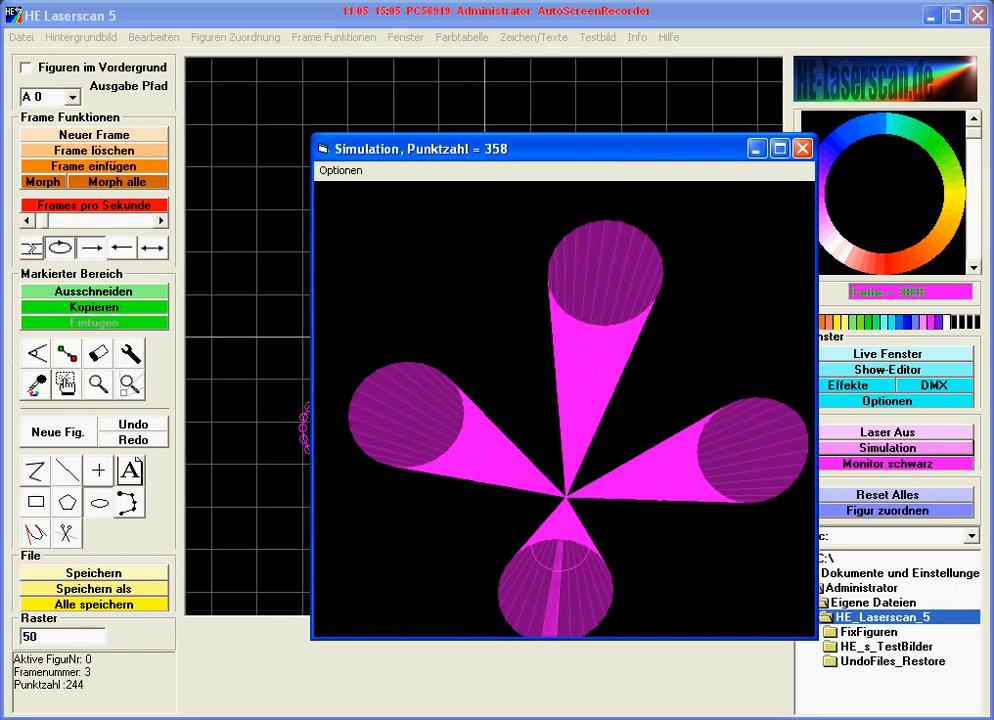 11-05 15:05 PC56919 Administrator AutoScreenRecorder
HE Laserscan 5
Datei Hintergrundbild Bearbeiten Figuren Zuordnung Frame Funktionen Fenster Farbtabelle Zeichen/Texte Testbild Info Hilfe
Figuren im Vordergrund
Ausgabe Pfad
A 0
Frame Funktionen
Neuer Frame
Frame löschen
Frame einfügen
Morph Morph alle
Frames pro Sekunde
Markierter Bereich
Ausschneiden
Kopieren
Einfügen
Neue Fig.
Undo
Redo
A
File
Speichern
Speichern als
Alle speichern
Raster
50
Aktive FigurNr: 0
Framenummer: 3
Punktzahl :244
Simulation, Punktzahl = 358
Optionen
HE-Laserscan.de
nster
Live Fenster
Show-Editor
Effekte DMX
Optionen
Laser Aus
Simulation
Monitor schwarz
Reset Alles
Figur zuordnen
c:
C:\
Dokumente und Einstellunge
Administrator
Eigene Dateien
HE_Laserscan_5
FixFiguren
HE_s_TestBilder
UndoFiles_Restore